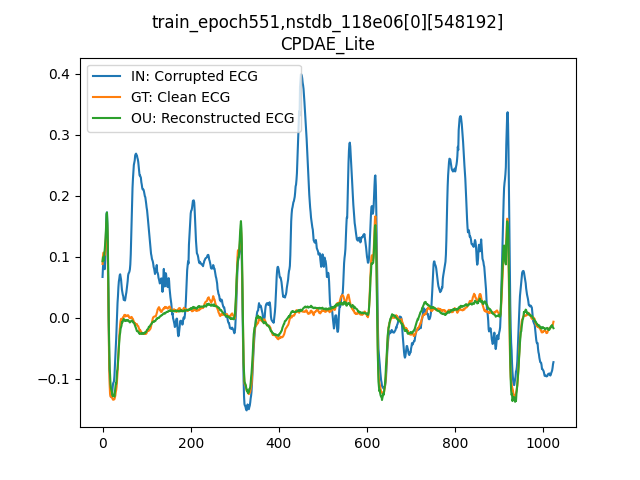 train_epoch551,nstdb_118e06[0][548192]
CPDAE_Lite
IN: Corrupted ECG
GT: Clean ECG
OU: Reconstructed ECG
0.4
0.3
0.2
0.1
0.0
−0.1
0 200 400 600 800 1000